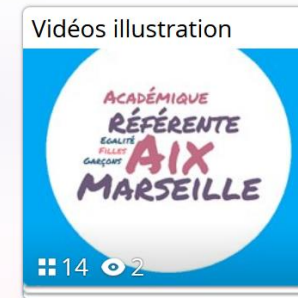 Vidéos illustration
ACADÉMIQUE
RÉFÉRENTE
EGALITÉ
FILLES
GARÇONS
AIX
MARSEILLE
14 2